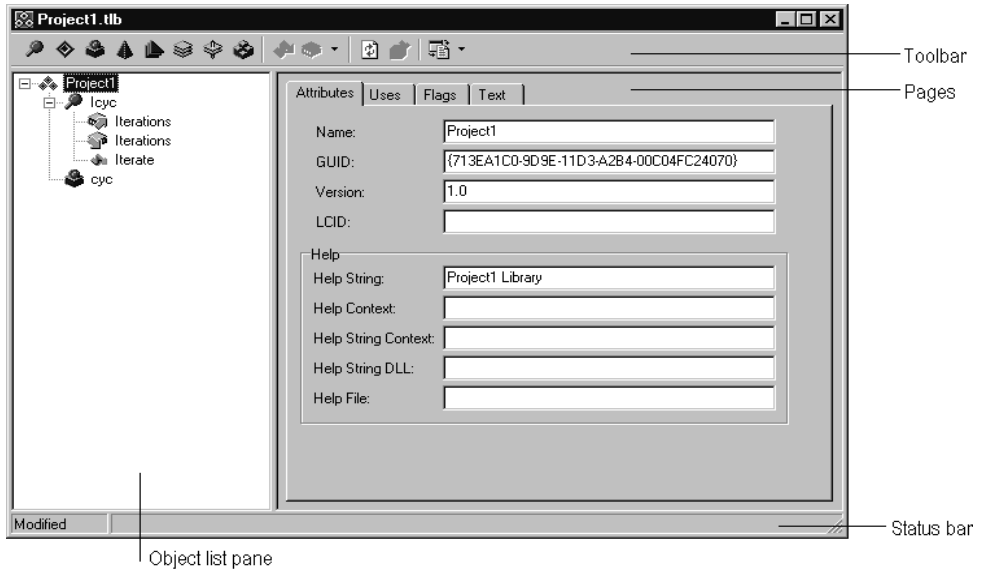 Project1.tlb
Toolbar
Pages
Project1
Icyc
Iterations
Iterations
Iterate
cyc
Attributes
Uses
Flags
Text
Name:
Project1
GUID:
{713EA1C0-9D9E-11D3-A2B4-00C04FC24070}
Version:
1.0
LCID:
Help
Help String:
Project1 Library
Help Context:
Help String Context:
Help String DLL:
Help File:
Modified
Status bar
Object list pane